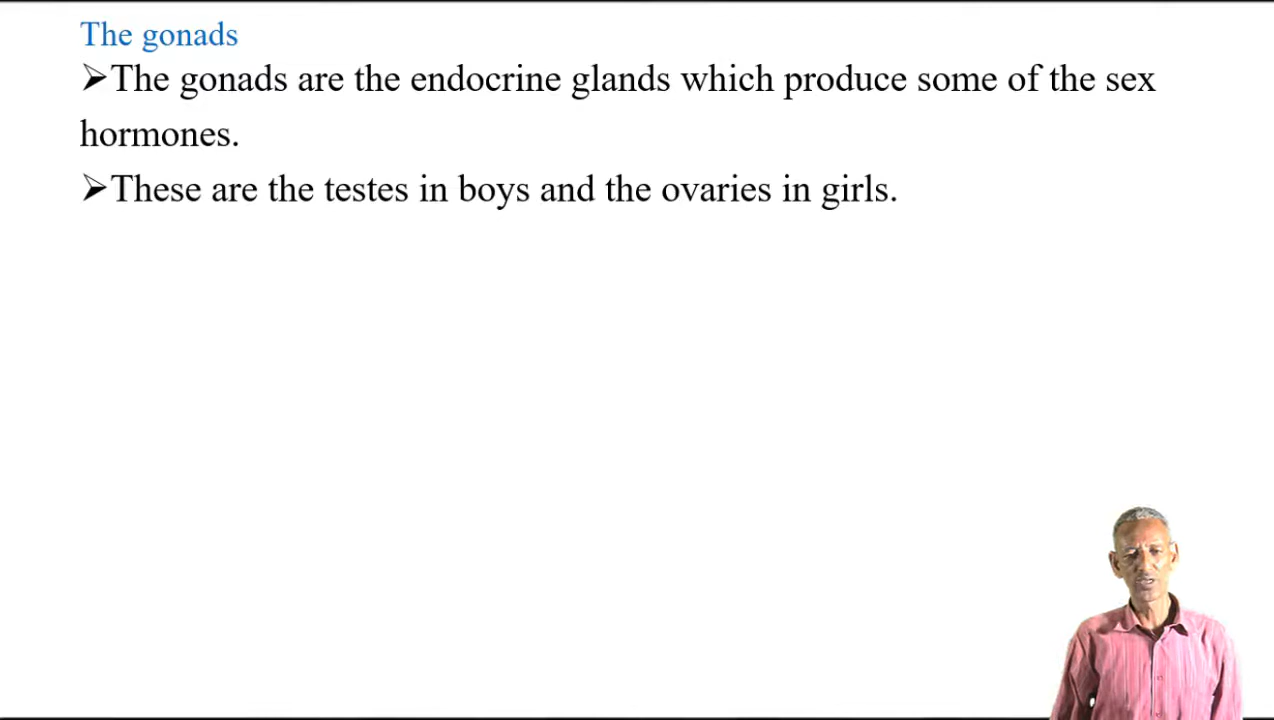 The gonads
➢The gonads are the endocrine glands which produce some of the sex
hormones.
➢These are the testes in boys and the ovaries in girls.